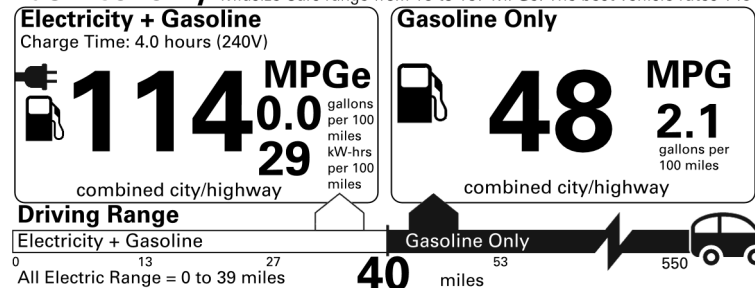 Electricity + Gasoline
Charge Time: 4.0 hours (240V)
114
MPGe
0.0
gallons
per 100
miles
29
kW-hrs
per 100
miles
combined city/highway
Gasoline Only
48
MPG
2.1
gallons per
100 miles
combined city/highway
Driving Range
Electricity + Gasoline
Gasoline Only
0 13 27 40 53 550
miles
All Electric Range = 0 to 39 miles